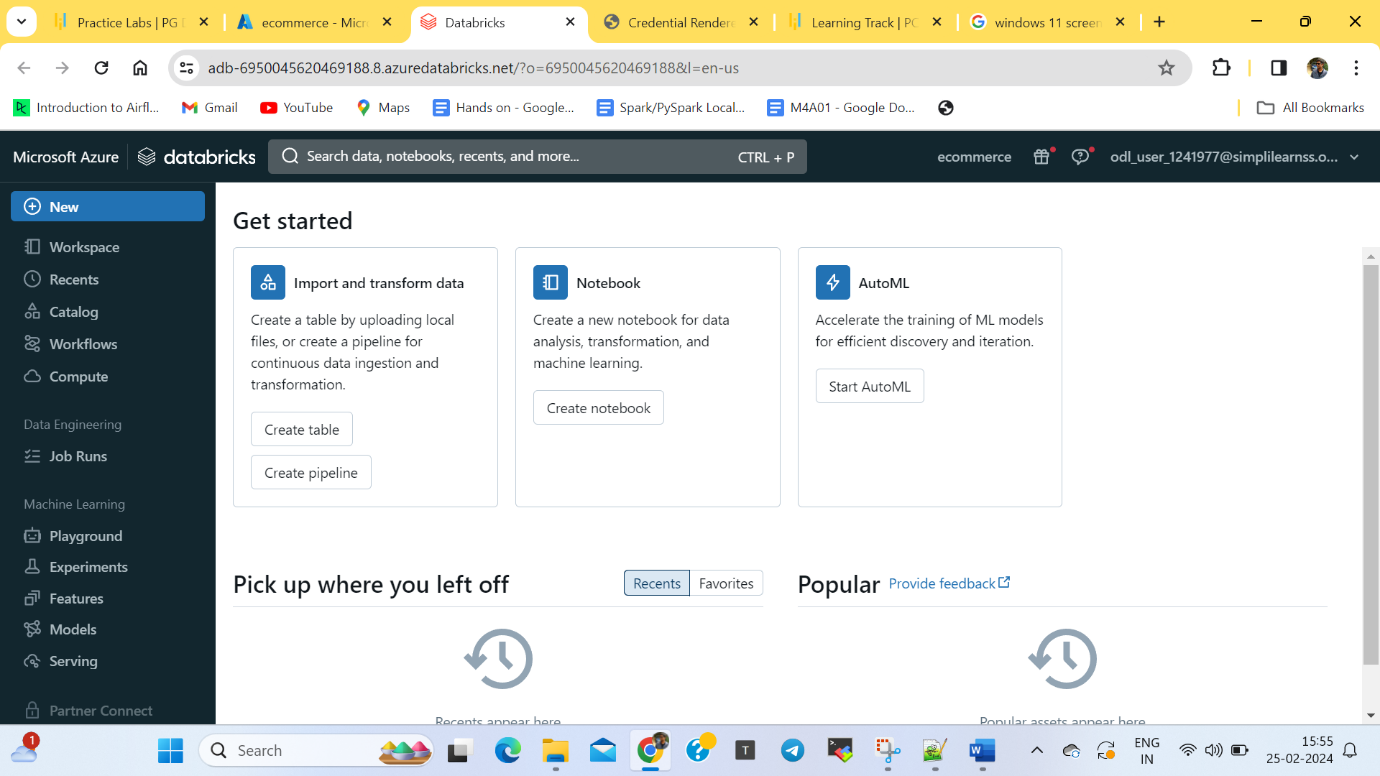 Practice Labs | PG
ecommerce - Micr
Databricks
Credential Rendere
Learning Track | PC
windows 11 screen
adb-6950045620469188.8.azuredatabricks.net/?o=6950045620469188&l=en-us
Introduction to Airfl...
Gmail
YouTube
Maps
Hands on - Google...
Spark/PySpark Local...
M4A01 - Google Do...
All Bookmarks
Microsoft Azure
databricks
Search data, notebooks, recents, and more...
CTRL + P
ecommerce
odl_user_1241977@simplilearnss.o...
New
Workspace
Recents
Catalog
Workflows
Compute
Data Engineering
Job Runs
Machine Learning
Playground
Experiments
Features
Models
Serving
Partner Connect
Get started
Import and transform data
Create a table by uploading local
files, or create a pipeline for
continuous data ingestion and
transformation.
Create table
Create pipeline
Notebook
Create a new notebook for data
analysis, transformation, and
machine learning.
Create notebook
AutoML
Accelerate the training of ML models
for efficient discovery and iteration.
Start AutoML
Pick up where you left off
Recents
Favorites
Recents appear here
Popular
Provide feedback
Popular assets appear here
1
Search
T
ENG
IN
15:55
25-02-2024